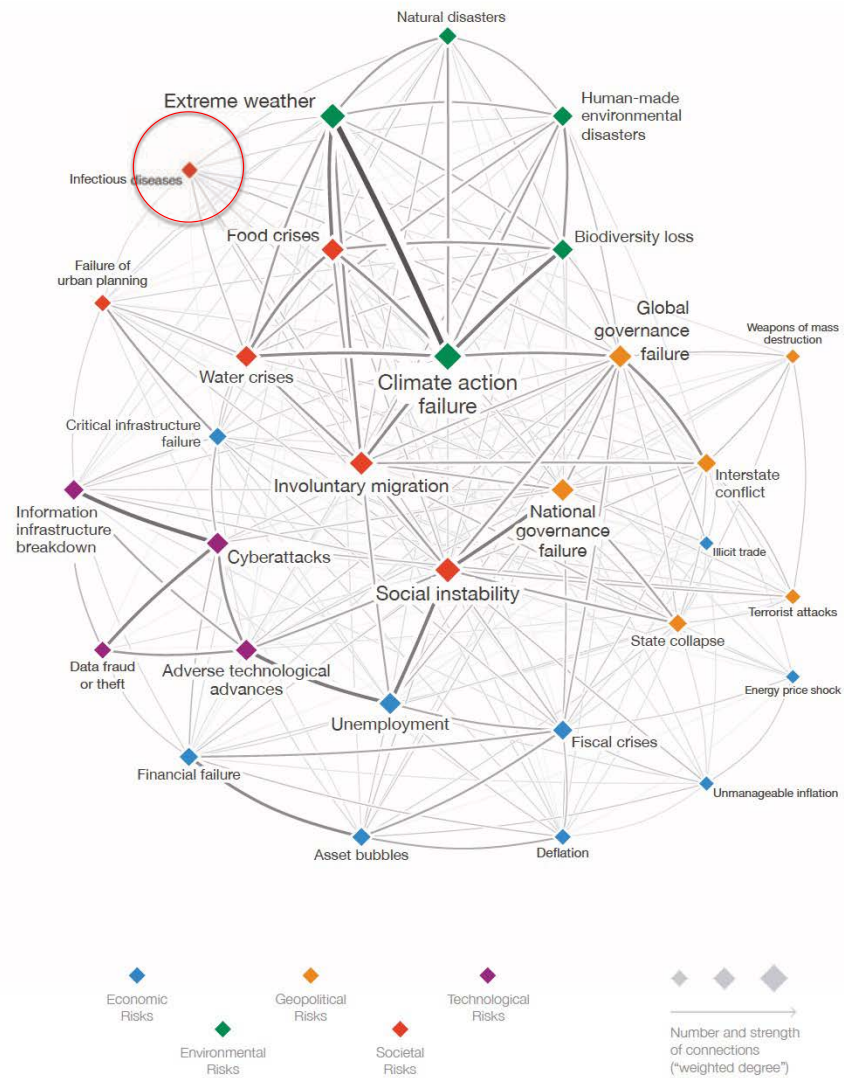 Natural disasters
Extreme weather
Human-made
environmental
disasters
Infectious diseases
Food crises
Biodiversity loss
Failure of
urban planning
Global
governance
failure
Weapons of mass
destruction
Water crises
Climate action
failure
Critical infrastructure
failure
Involuntary migration
Interstate
conflict
Information
infrastructure
breakdown
National
governance
failure
Cyberattacks
Illicit trade
Social instability
Terrorist attacks
State collapse
Data fraud
or theft
Adverse technological
advances
Energy price shock
Unemployment
Fiscal crises
Financial failure
Unmanageable inflation
Asset bubbles
Deflation
Economic
Risks
Geopolitical
Risks
Technological
Risks
Environmental
Risks
Societal
Risks
Number and strength
of connections
("weighted degree")